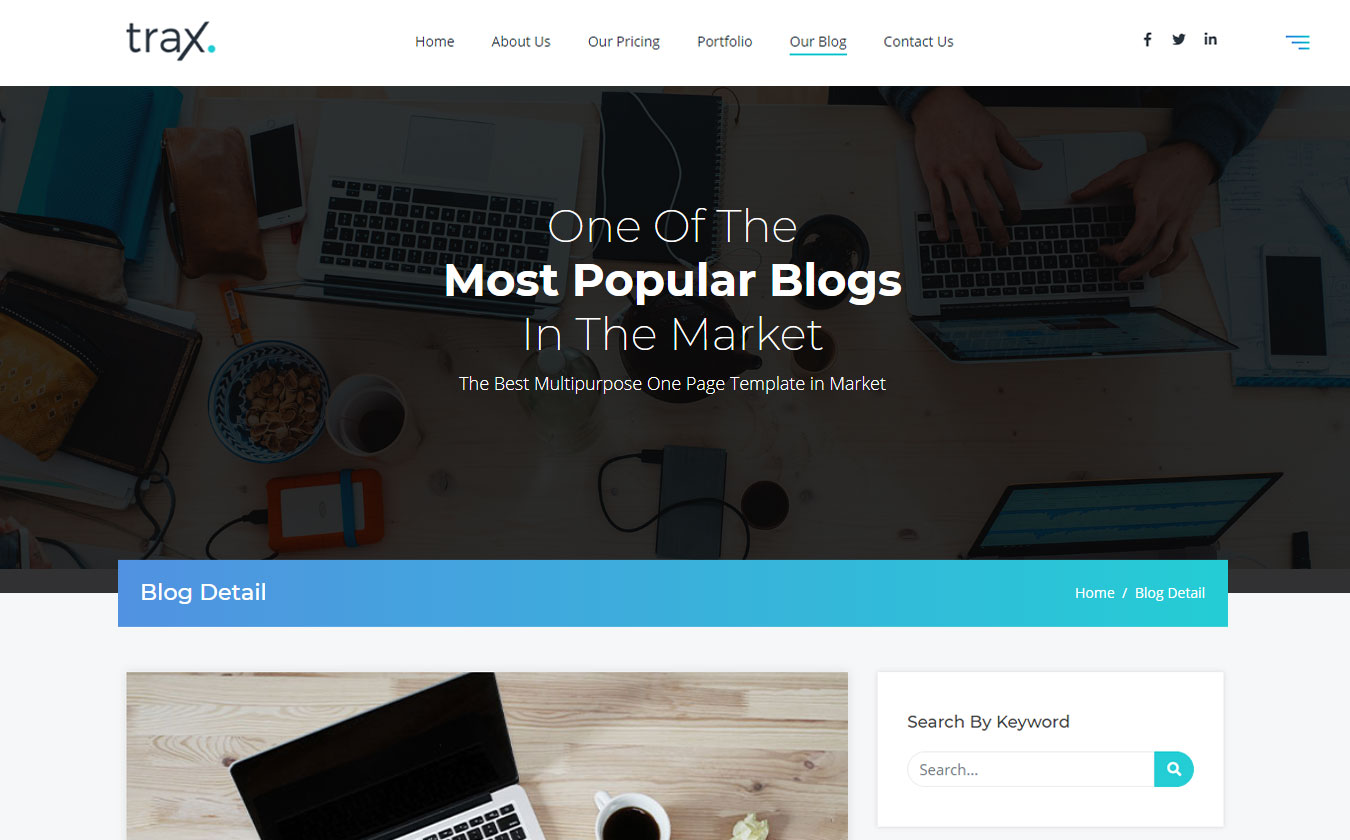 trax.
Home About Us Our Pricing Portfolio Our Blog Contact Us
One Of The
Most Popular Blogs
In The Market
The Best Multipurpose One Page Template in Market
Blog Detail
Home / Blog Detail
Search By Keyword
Search...